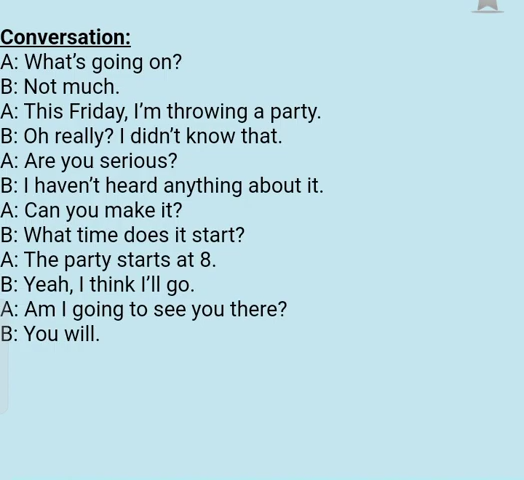 Conversation:
A: What’s going on?
B: Not much.
A: This Friday, I’m throwing a party.
B: Oh really? I didn’t know that.
A: Are you serious?
B: I haven’t heard anything about it.
A: Can you make it?
B: What time does it start?
A: The party starts at 8.
B: Yeah, I think I’ll go.
A: Am I going to see you there?
B: You will.